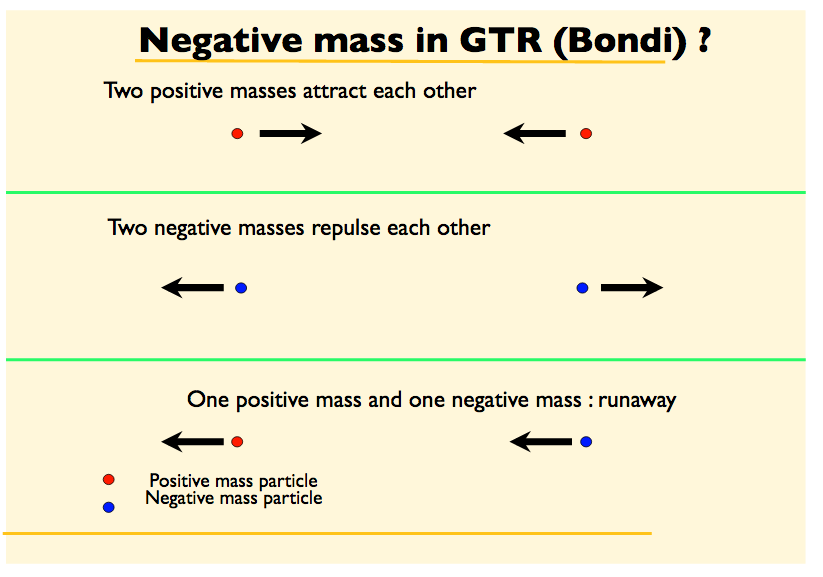 Negative mass in GTR (Bondi) ?
Two positive masses attract each other
Two negative masses repulse each other
One positive mass and one negative mass : runaway
Positive mass particle
Negative mass particle